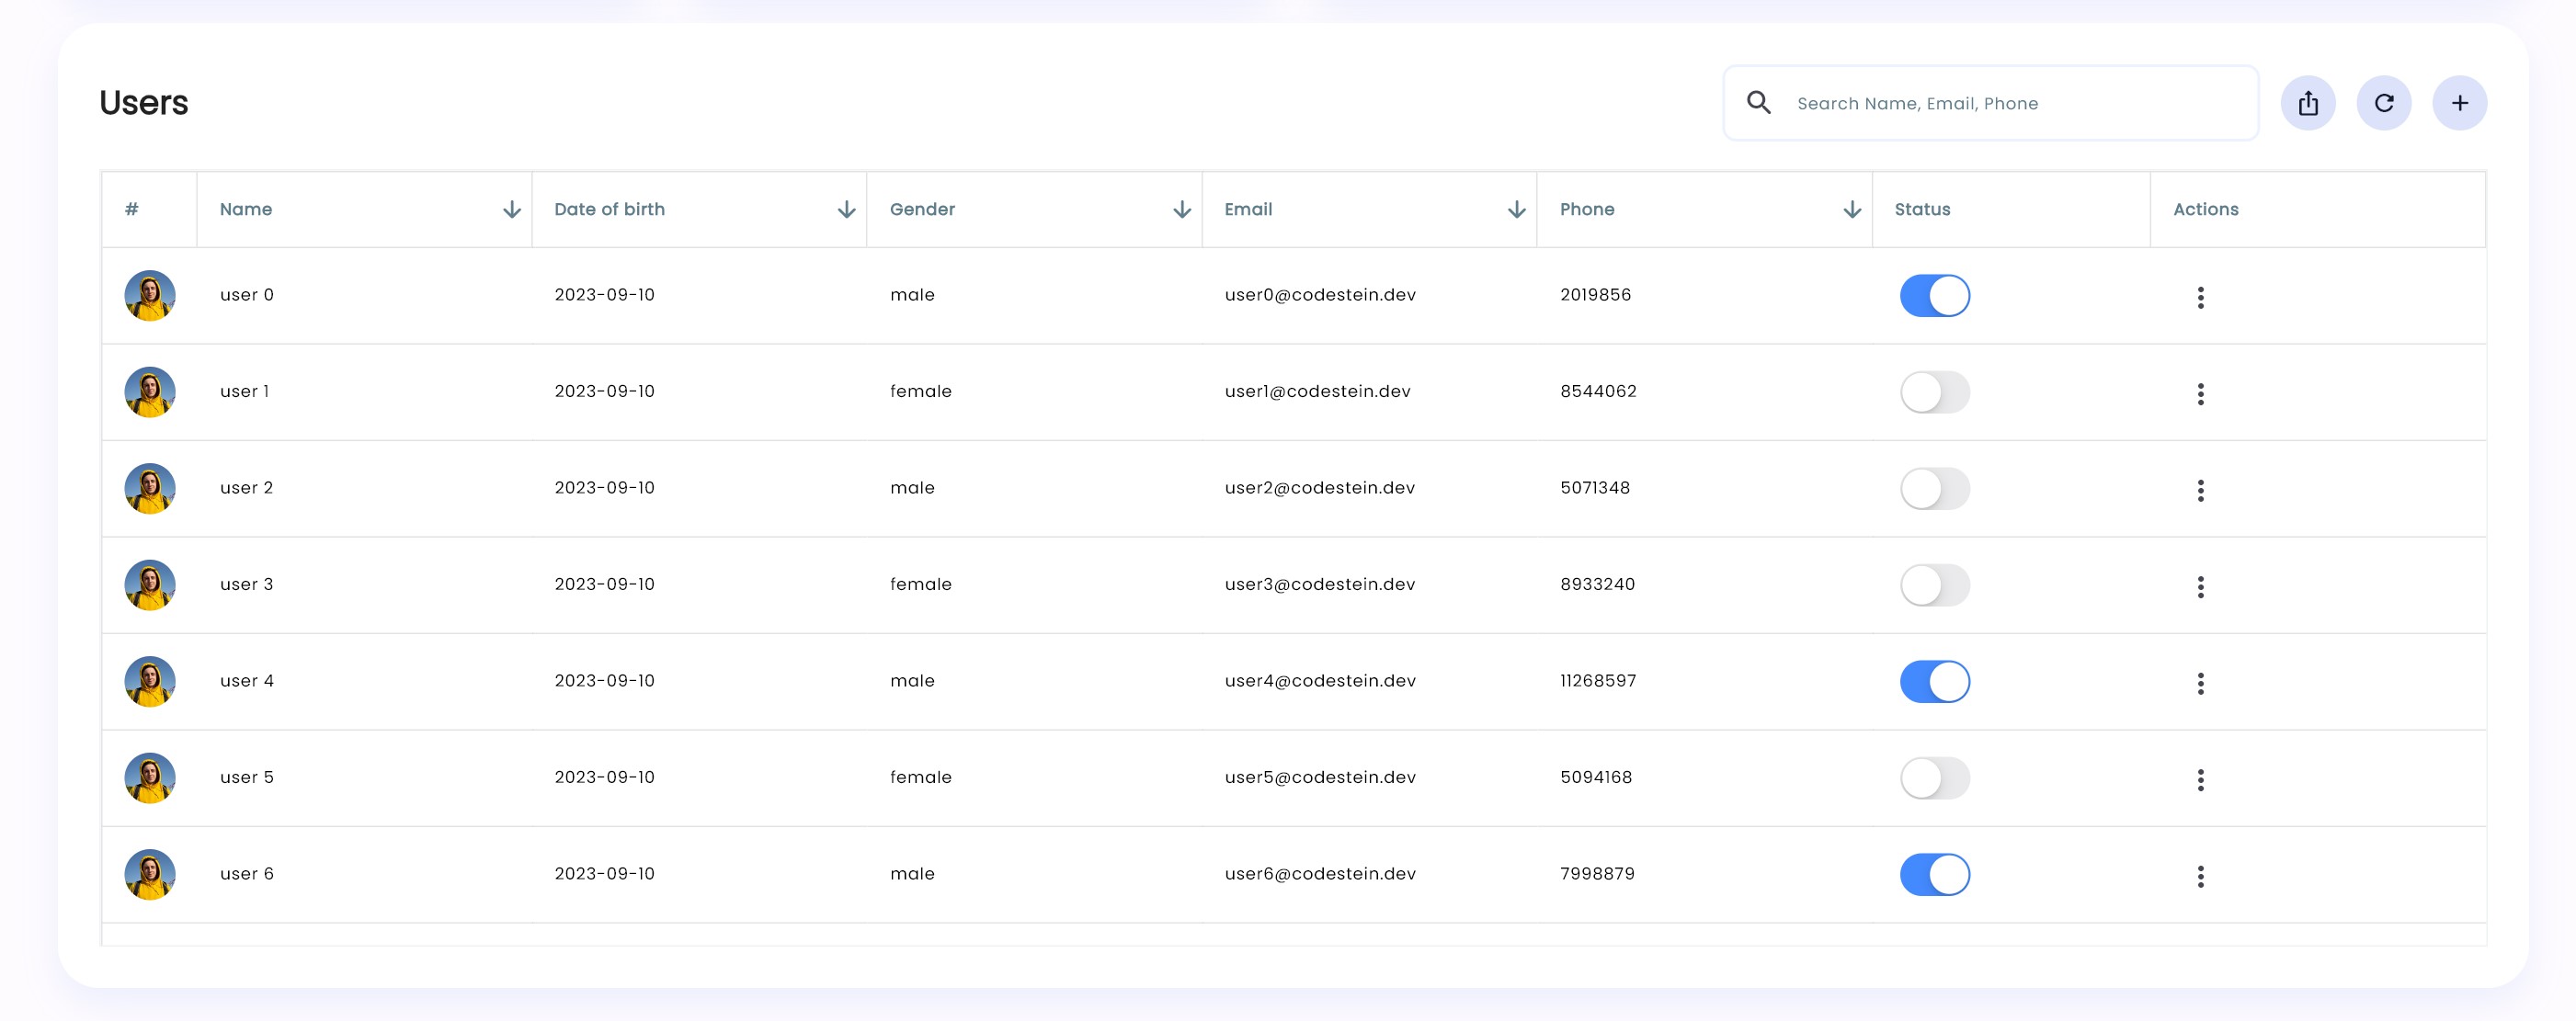 Users
Search Name, Email, Phone
# Name Date of birth Gender Email Phone Status Actions
user 0 2023-09-10 male user0@codestein.dev 2019856
user 1 2023-09-10 female user1@codestein.dev 8544062
user 2 2023-09-10 male user2@codestein.dev 5071348
user 3 2023-09-10 female user3@codestein.dev 8933240
user 4 2023-09-10 male user4@codestein.dev 11268597
user 5 2023-09-10 female user5@codestein.dev 5094168
user 6 2023-09-10 male user6@codestein.dev 7998879